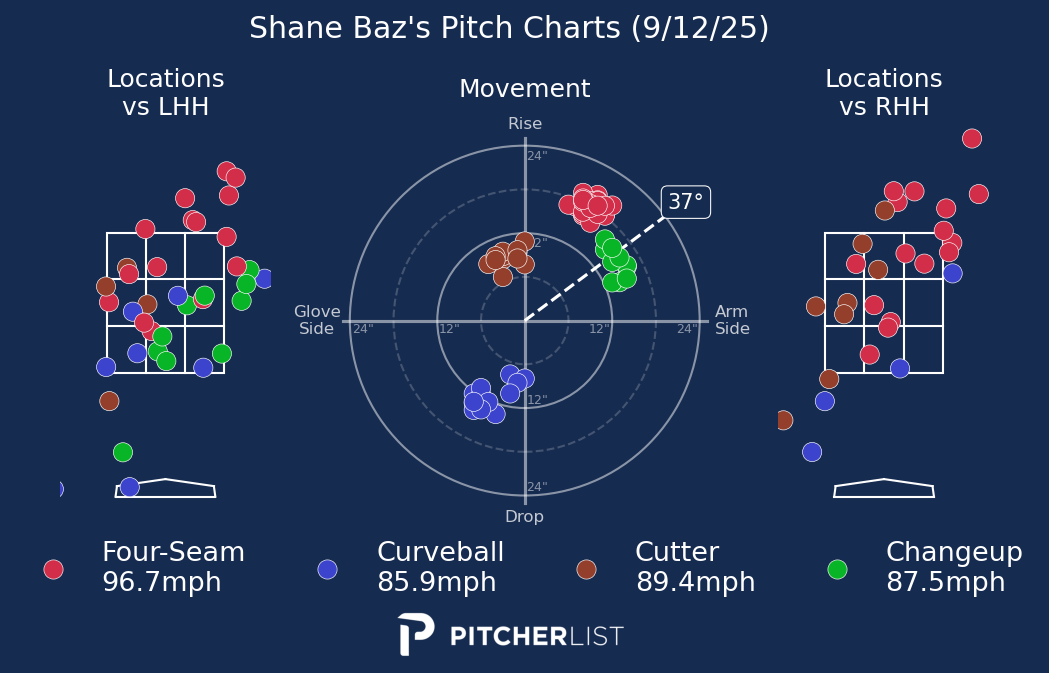 Shane Baz's Pitch Charts (9/12/25)
Locations
vs LHH
Movement
Locations
vs RHH
Rise
24"
37°
2"
Glove
Side
24"
12"
12"
24"
Arm
Side
12"
24"
Drop
Four-Seam
96.7mph
Curveball
85.9mph
Cutter
89.4mph
Changeup
87.5mph
PITCHERLIST